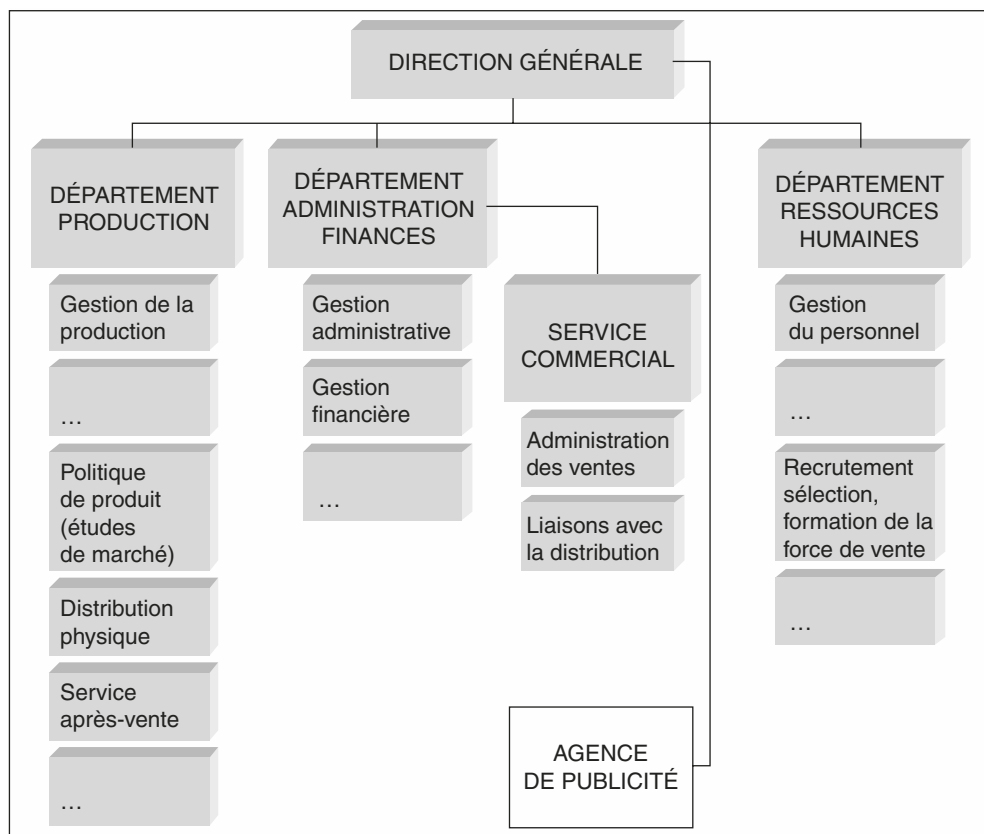 DIRECTION GÉNÉRALE
DÉPARTEMENT
PRODUCTION
Gestion de la
production
…
Politique
de produit
(études
de marché)
Distribution
physique
Service
après-vente
…
DÉPARTEMENT
ADMINISTRATION
FINANCES
Gestion
administrative
Gestion
financière
…
SERVICE
COMMERCIAL
Administration
des ventes
Liaisons avec
la distribution
DÉPARTEMENT
RESSOURCES
HUMAINES
Gestion
du personnel
…
Recrutement
sélection,
formation de la
force de vente
…
AGENCE
DE PUBLICITÉ